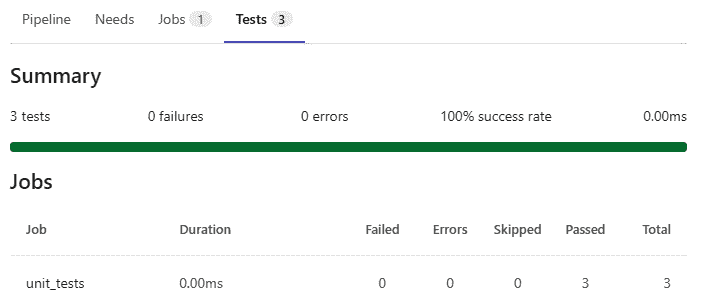 Pipeline Needs Jobs 1 Tests 3
Summary
3 tests 0 failures 0 errors 100% success rate 0.00ms
Jobs
Job Duration Failed Errors Skipped Passed Total
unit_tests 0.00ms 0 0 0 3 3